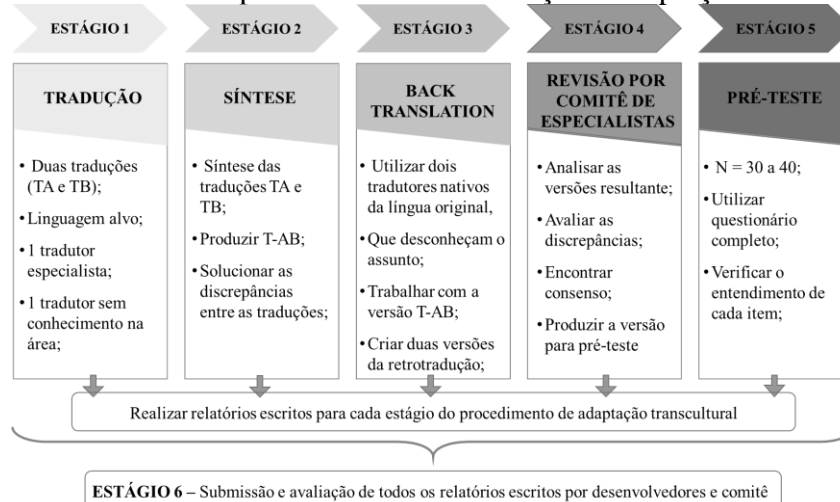 ESTÁGIO 1
ESTÁGIO 2
ESTÁGIO 3
ESTÁGIO 4
ESTÁGIO 5
TRADUÇÃO
• Duas traduções
(TA e TB);
•Linguagem alvo;
•1 tradutor
especialista;
•1 tradutor sem
conhecimento na
área;
SÍNTESE
• Síntese das
traduções TA e
TB;
•Produzir T-AB;
•Solucionar as
discrepâncias
entre as traduções;
BACK
TRANSLATION
•Utilizar dois
tradutores nativos
da língua original,
•Que desconheçam o
assunto;
•Trabalhar com a
versão T-AB;
•Criar duas versões
da retrotradução;
REVISÃO POR
COMITÊ DE
ESPECIALISTAS
•Analisar as
versões resultante;
•Avaliar as
discrepâncias;
•Encontrar
consenso;
•Produzir a versão
para pré-teste
PRÉ-TESTE
• N = 30 a 40;
•Utilizar
questionário
completo;
•Verificar o
entendimento de
cada item;
Realizar relatórios escritos para cada estágio do procedimento de adaptação transcultural
ESTÁGIO 6 – Submissão e avaliação de todos os relatórios escritos por desenvolvedores e comitê